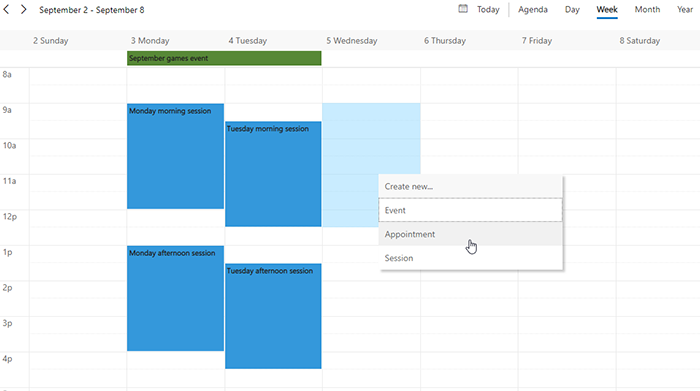 September 2 - September 8
Today Agenda Day Week Month Year
2 Sunday 3 Monday 4 Tuesday 5 Wednesday 6 Thursday 7 Friday 8 Saturday
September games event
8a
9a
Monday morning session
Tuesday morning session
10a
11a
Create new...
Event
12p
Appointment
Session
1p
Monday afternoon session
Tuesday afternoon session
2p
3p
4p